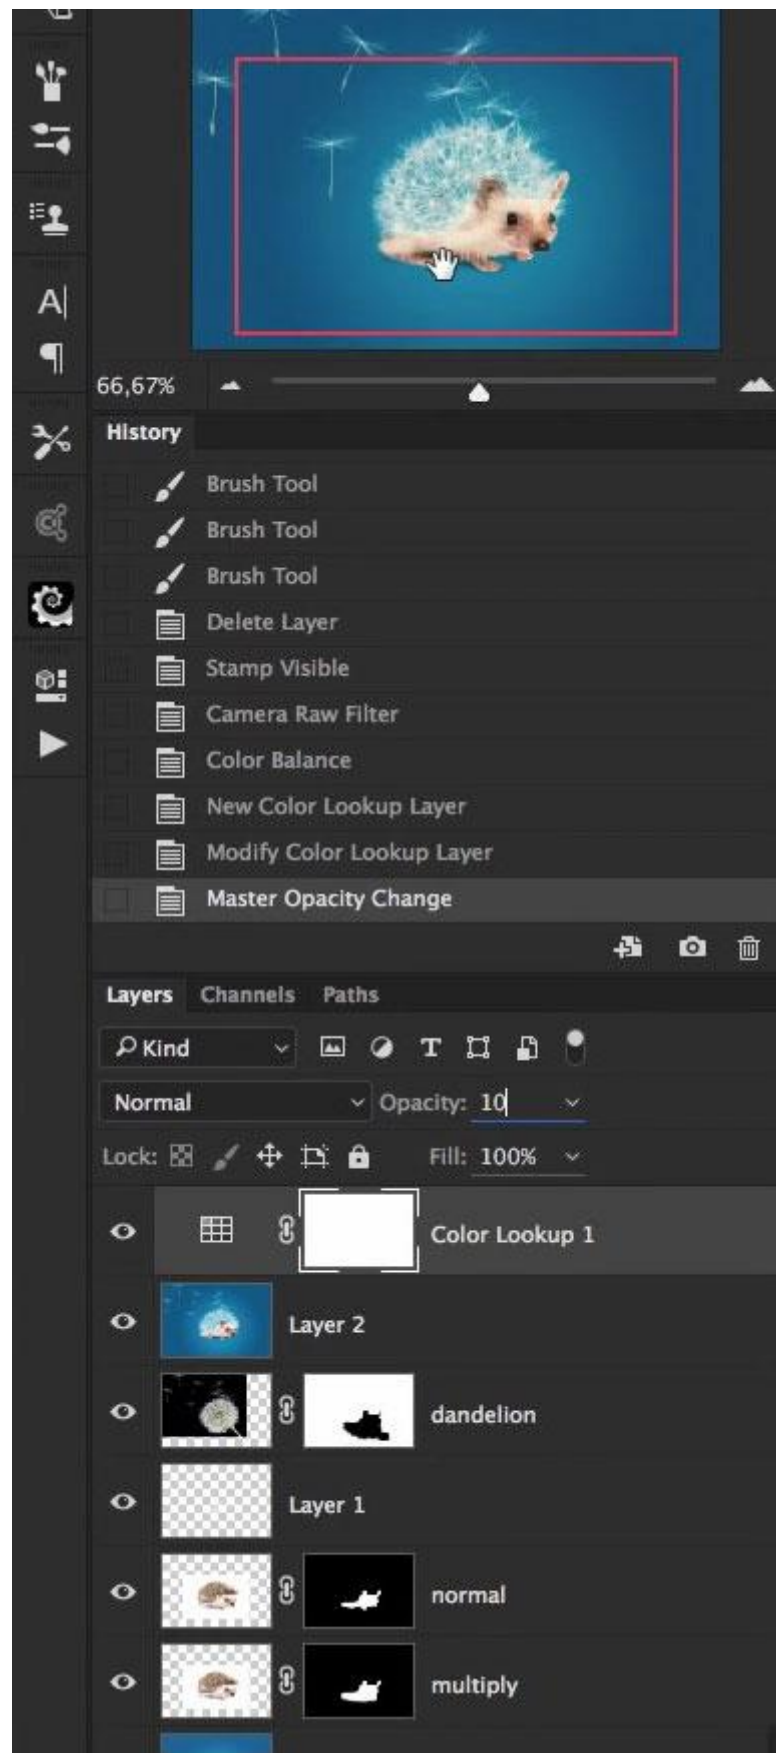 A|
¶
66,67%
History
Brush Tool
Brush Tool
Brush Tool
Delete Layer
Stamp Visible
Camera Raw Filter
Color Balance
New Color Lookup Layer
Modify Color Lookup Layer
Master Opacity Change
Layers Channels Paths
Kind T
Normal Opacity: 10
Lock: Fill: 100%
Color Lookup 1
Layer 2
dandelion
Layer 1
normal
multiply